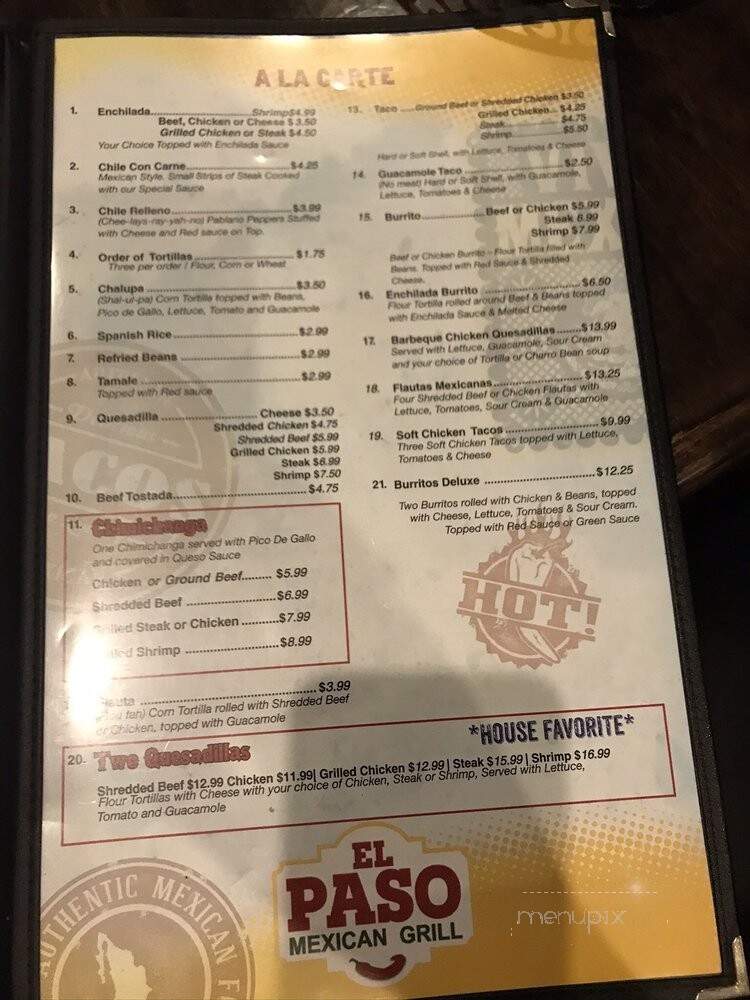 A LA CARTE
1. Enchilada......Shrimp$4.99
Beef, Chicken or Cheese $ 3.50
Grilled Chicken or Steak $4.50
Your Choice Topped with Enchilada Sauce
2. Chile Con Carne......$4.25
Mexican Style. Small Strips of Steak Cooked
with our Special Sauce
3. Chile Relleno......$3.99
(Chee-lays-ray-yah-no) Pablano Peppers Stuffed
with Cheese and Red sauce on Top.
4. Order of Tortillas......$1.75
Three per order / Flour, Corn or Wheat
5. Chalupa......$3.50
(Shal-ul-pa) Corn Tortilla topped with Beans,
Pico de Gallo, Lettuce, Tomato and Guacamole
6. Spanish Rice......$2.99
7. Refried Beans......$2.99
8. Tamale......$2.99
Topped with Red sauce
9. Quesadilla......Cheese $3.50
Shredded Chicken $4.75
Shredded Beef $5.99
Grilled Chicken $5.99
Steak $6.99
Shrimp $7.50
10. Beef Tostada......$4.75
11. Chimichanga
One Chimichanga served with Pico De Gallo
and covered in Queso Sauce
Chicken or Ground Beef......... $5.99
Shredded Beef ......$6.99
Grilled Steak or Chicken ...........$7.99
Grilled Shrimp ......$8.99
Flauta ......$3.99
Corn Tortilla rolled with Shredded Beef
or Chicken, topped with Guacamole
13. Taco .....Ground Beef or Shredded Chicken $3.50
Grilled Chicken... $4.25
Steak......$4.75
Shrimp......$5.50
Hard or Soft Shell, with Lettuce, Tomatoes & Cheese
14. Guacamole Taco......$2.50
(No meat) Hard or Soft Shell, with Guacamole,
Lettuce, Tomatoes & Cheese
15. Burrito......Beef or Chicken $5.99
Steak 6.99
Shrimp $7.99
Beef or Chicken Burrito - Flour Tortilla filled with
Beans. Topped with Red Sauce & Shredded
Cheese.
16. Enchilada Burrito ......$6.50
Flour Tortilla rolled around Beef & Beans topped
with Enchilada Sauce & Melted Cheese
17. Barbeque Chicken Quesadillas.......$13.99
Served with Lettuce, Guacamole, Sour Cream
and your choice of Tortilla or Charro Bean soup
18. Flautas Mexicanas......$13.25
Four Shredded Beef or Chicken Flautas with
Lettuce, Tomatoes, Sour Cream & Guacamole
19. Soft Chicken Tacos ......$9.99
Three Soft Chicken Tacos topped with Lettuce,
Tomatoes & Cheese
21. Burritos Deluxe ......$12.25
Two Burritos rolled with Chicken & Beans, topped
with Cheese, Lettuce, Tomatoes & Sour Cream.
Topped with Red Sauce or Green Sauce
HOT!
*HOUSE FAVORITE*
20. Two Quesadillas
Shredded Beef $12.99 Chicken $11.99| Grilled Chicken $12.99| Steak $15.99 | Shrimp $16.99
Flour Tortillas with Cheese with your choice of Chicken, Steak or Shrimp, Served with Lettuce,
Tomato and Guacamole
EL
PASO
MEXICAN GRILL
AUTHENTIC MEXICAN
menupix